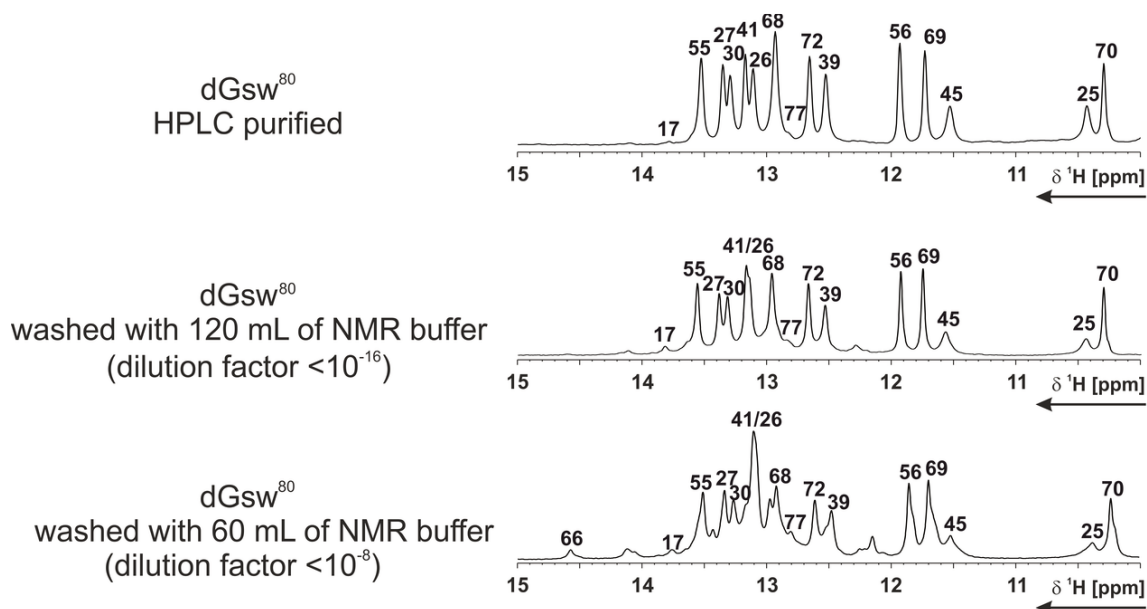 dGsw⁸⁰
HPLC purified
55 27 30 41 26 68 72 39 56 69 45 25 70
17 77
15 14 13 12 11 δ ¹H [ppm]
dGsw⁸⁰
washed with 120 mL of NMR buffer
(dilution factor <10⁻¹⁶)
41/26
55 27 30 68 72 39 56 69 45 25 70
17 77
15 14 13 12 11 δ ¹H [ppm]
dGsw⁸⁰
washed with 60 mL of NMR buffer
(dilution factor <10⁻⁸)
41/26
55 27 30 68 72 39 56 69 45 25 70
66 17 77
15 14 13 12 11 δ ¹H [ppm]